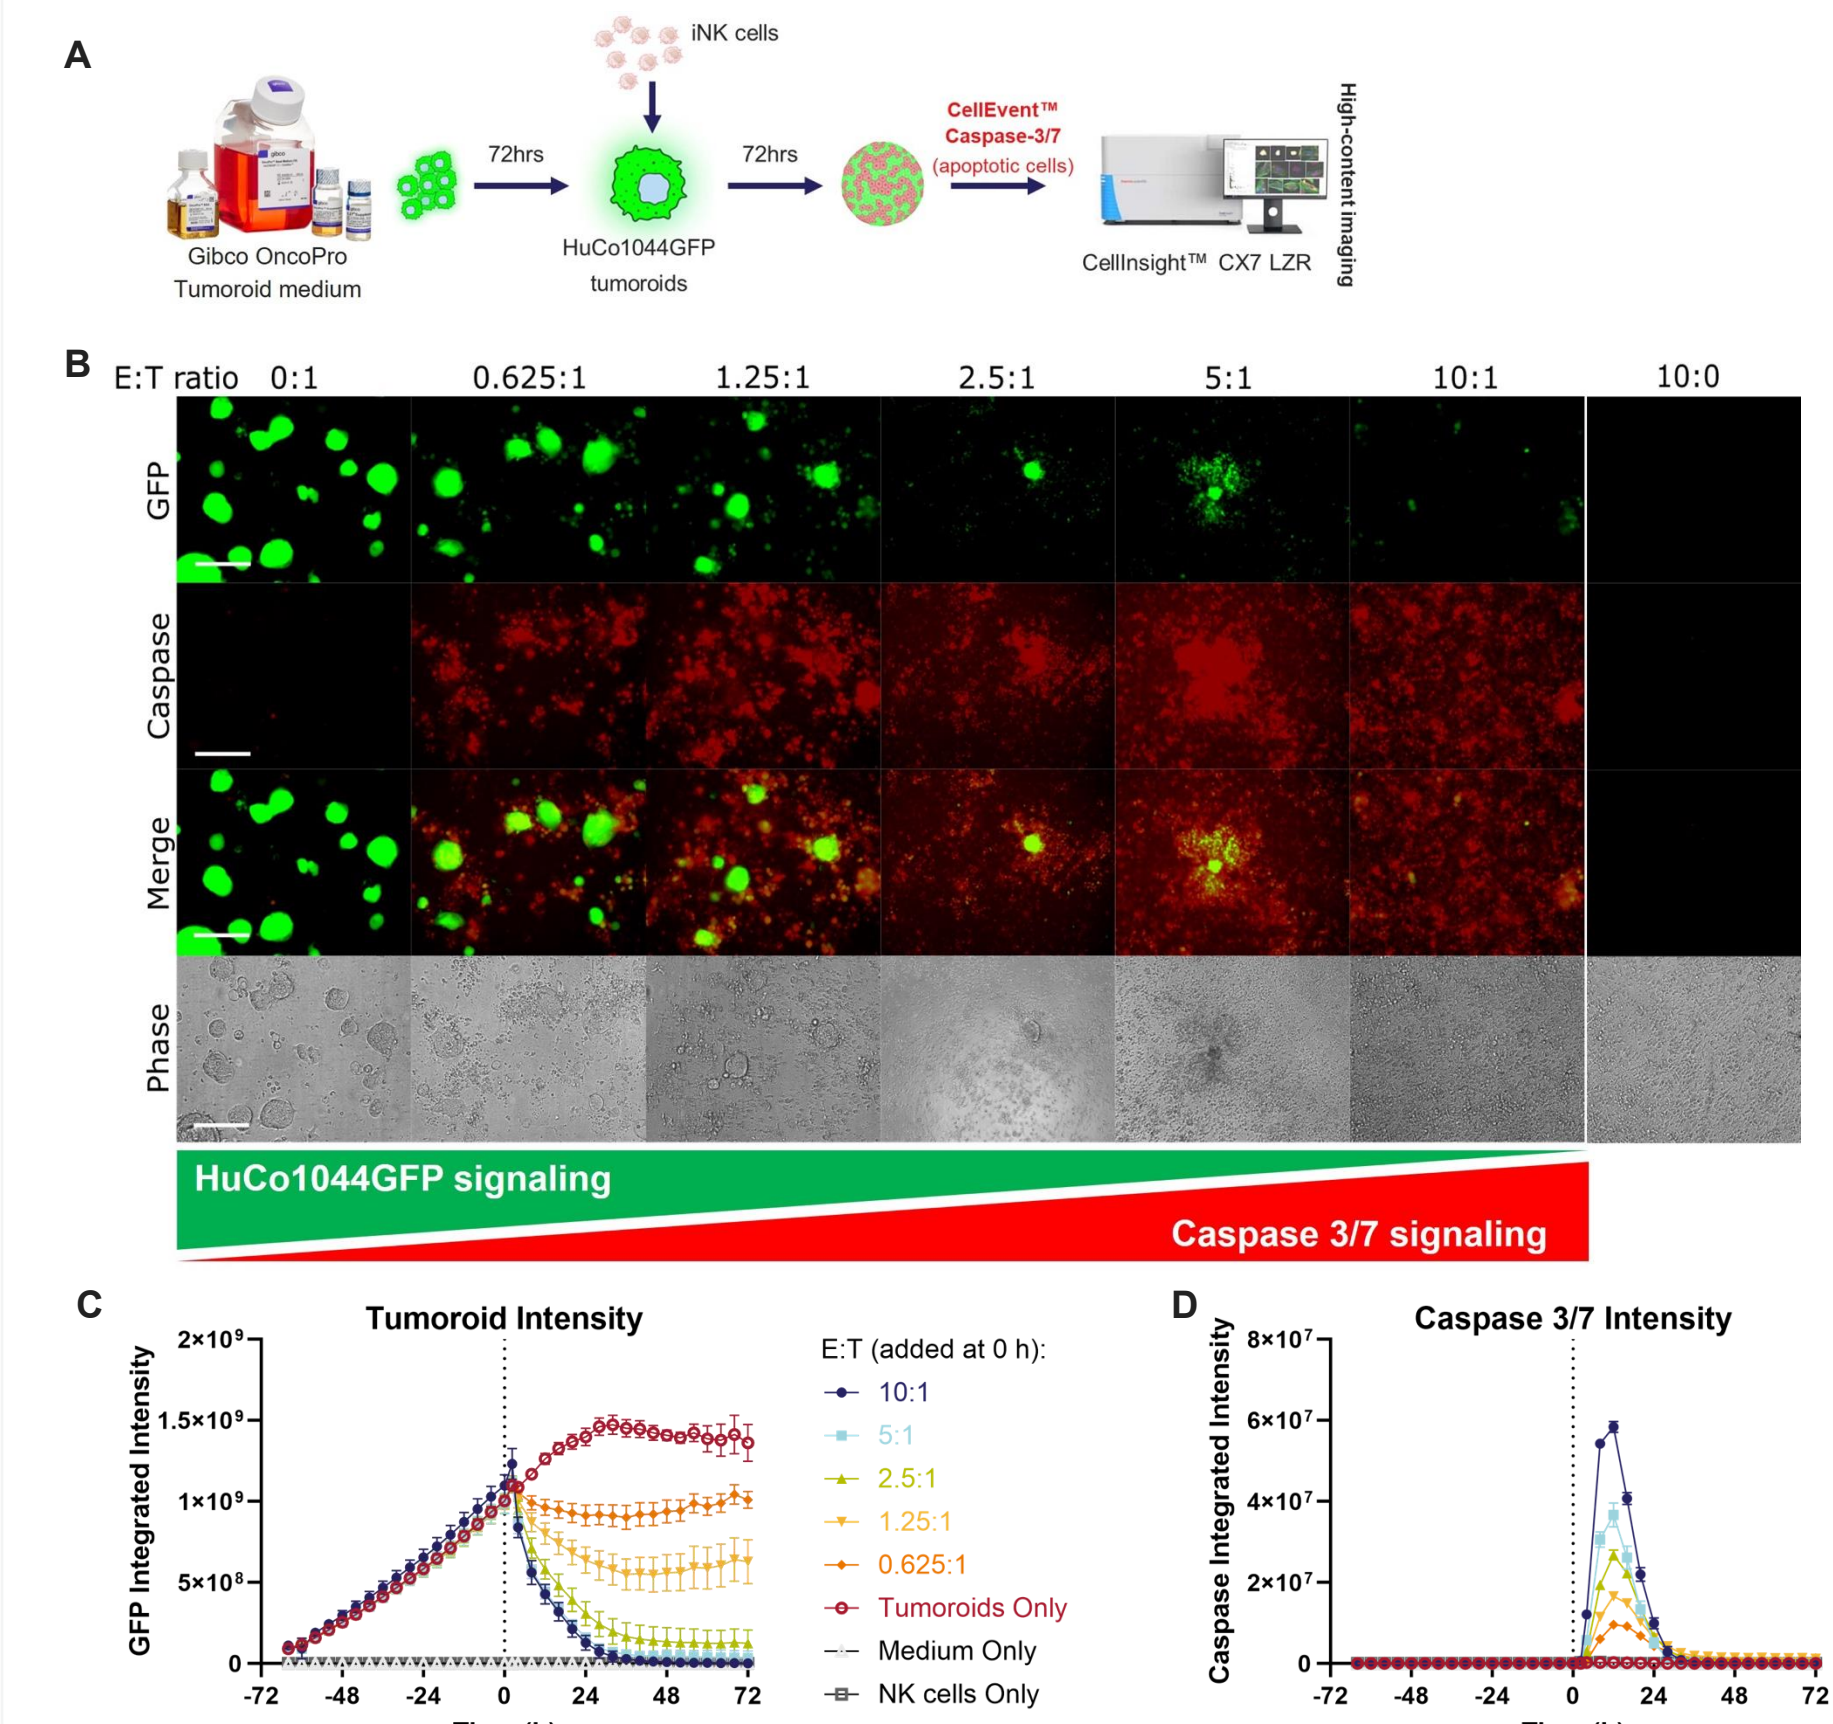 A
iNK cells
72hrs
72hrs
CellEvent™
Caspase-3/7
(apoptotic cells)
High-content imaging
gibco
Gibco OncoPro
Tumoroid medium
HuCo1044GFP
tumoroids
CellInsight™ CX7 LZR
B
E:T ratio 0:1 0.625:1 1.25:1 2.5:1 5:1 10:1 10:0
GFP
Caspase
Merge
Phase
HuCo1044GFP signaling
Caspase 3/7 signaling
C
Tumoroid Intensity
GFP Integrated Intensity
2×10⁹
1.5×10⁹
1×10⁹
5×10⁸
0
-72 -48 -24 0 24 48 72
E:T (added at 0 h):
10:1
5:1
2.5:1
1.25:1
0.625:1
Tumoroids Only
Medium Only
NK cells Only
D
Caspase 3/7 Intensity
Caspase Integrated Intensity
8×10⁷
6×10⁷
4×10⁷
2×10⁷
0
-72 -48 -24 0 24 48 72